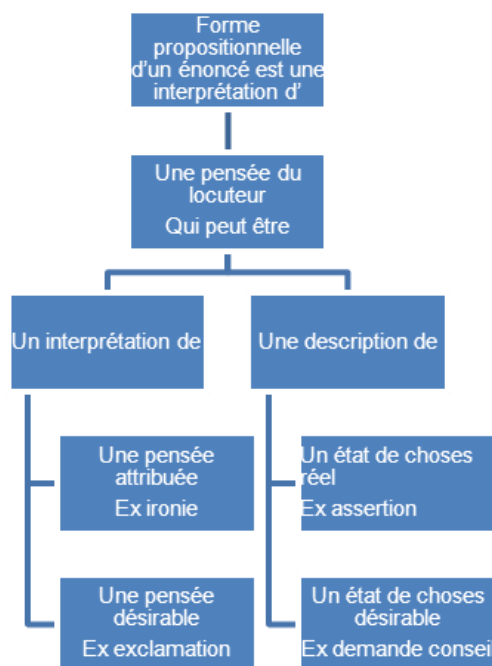 Forme
propositionnelle
d'un énoncé est une
interprétation d'
Une pensée du
locuteur
Qui peut être
Un interprétation de
Une description de
Une pensée
attribuée
Ex ironie
Un état de choses
réel
Ex assertion
Une pensée
désirable
Ex exclamation
Un état de choses
désirable
Ex demande conseil